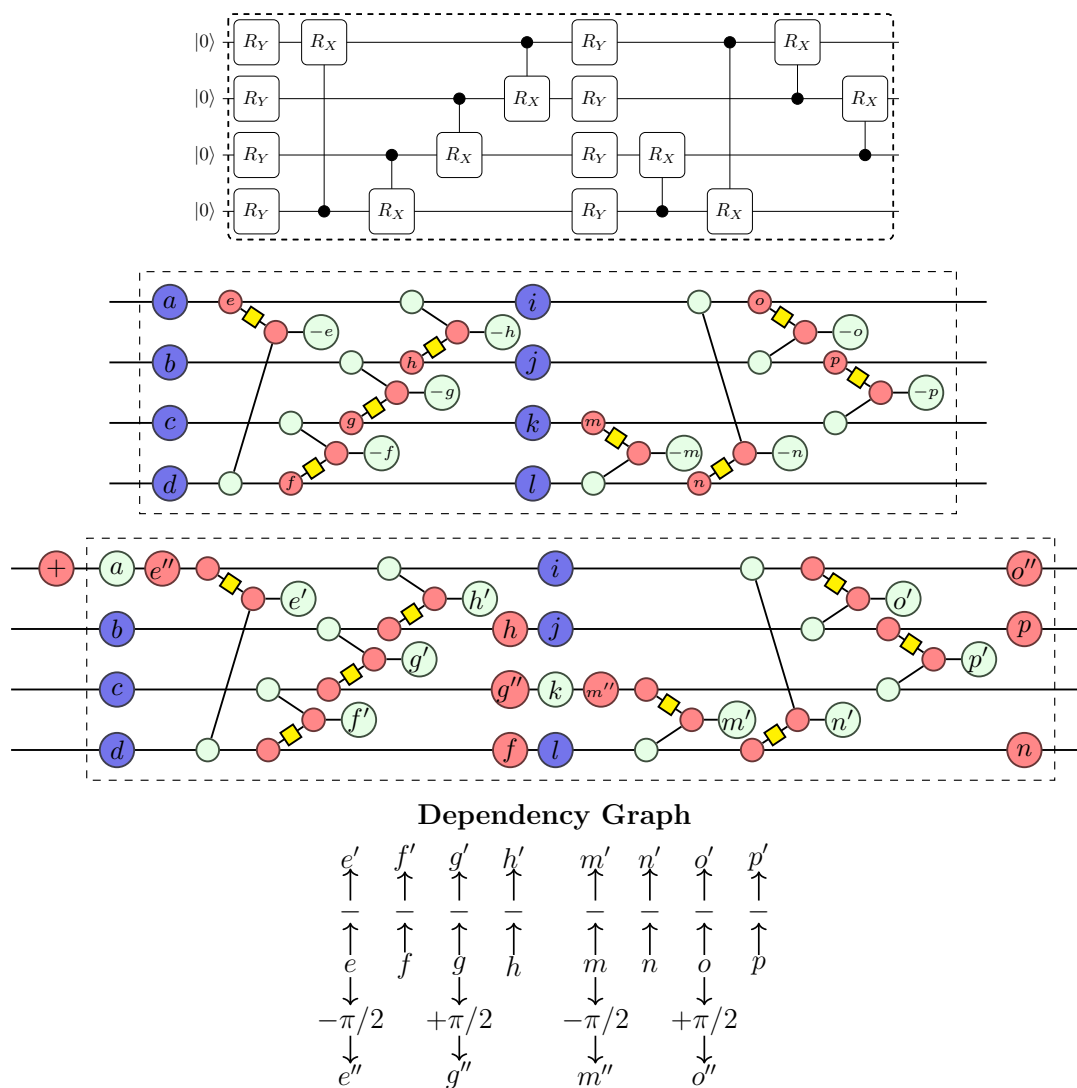 |0⟩ R_Y R_X R_Y R_X
|0⟩ R_Y R_X R_Y R_X
|0⟩ R_Y R_X R_Y R_X
|0⟩ R_Y R_X R_Y R_X
a e i o
−e −h −o
b h j p
−g −p
c g k m
−f −m −n
d f l n
+ a e′′ i o′′
e′ h′ o′
b h j p
g′ p′
c g′′ k m′′
f′ m′ n′
d f l n
Dependency Graph
e′ f′ g′ h′ m′ n′ o′ p′
− − − − − − − −
e f g h m n o p
−π/2 +π/2 −π/2 +π/2
e′′ g′′ m′′ o′′